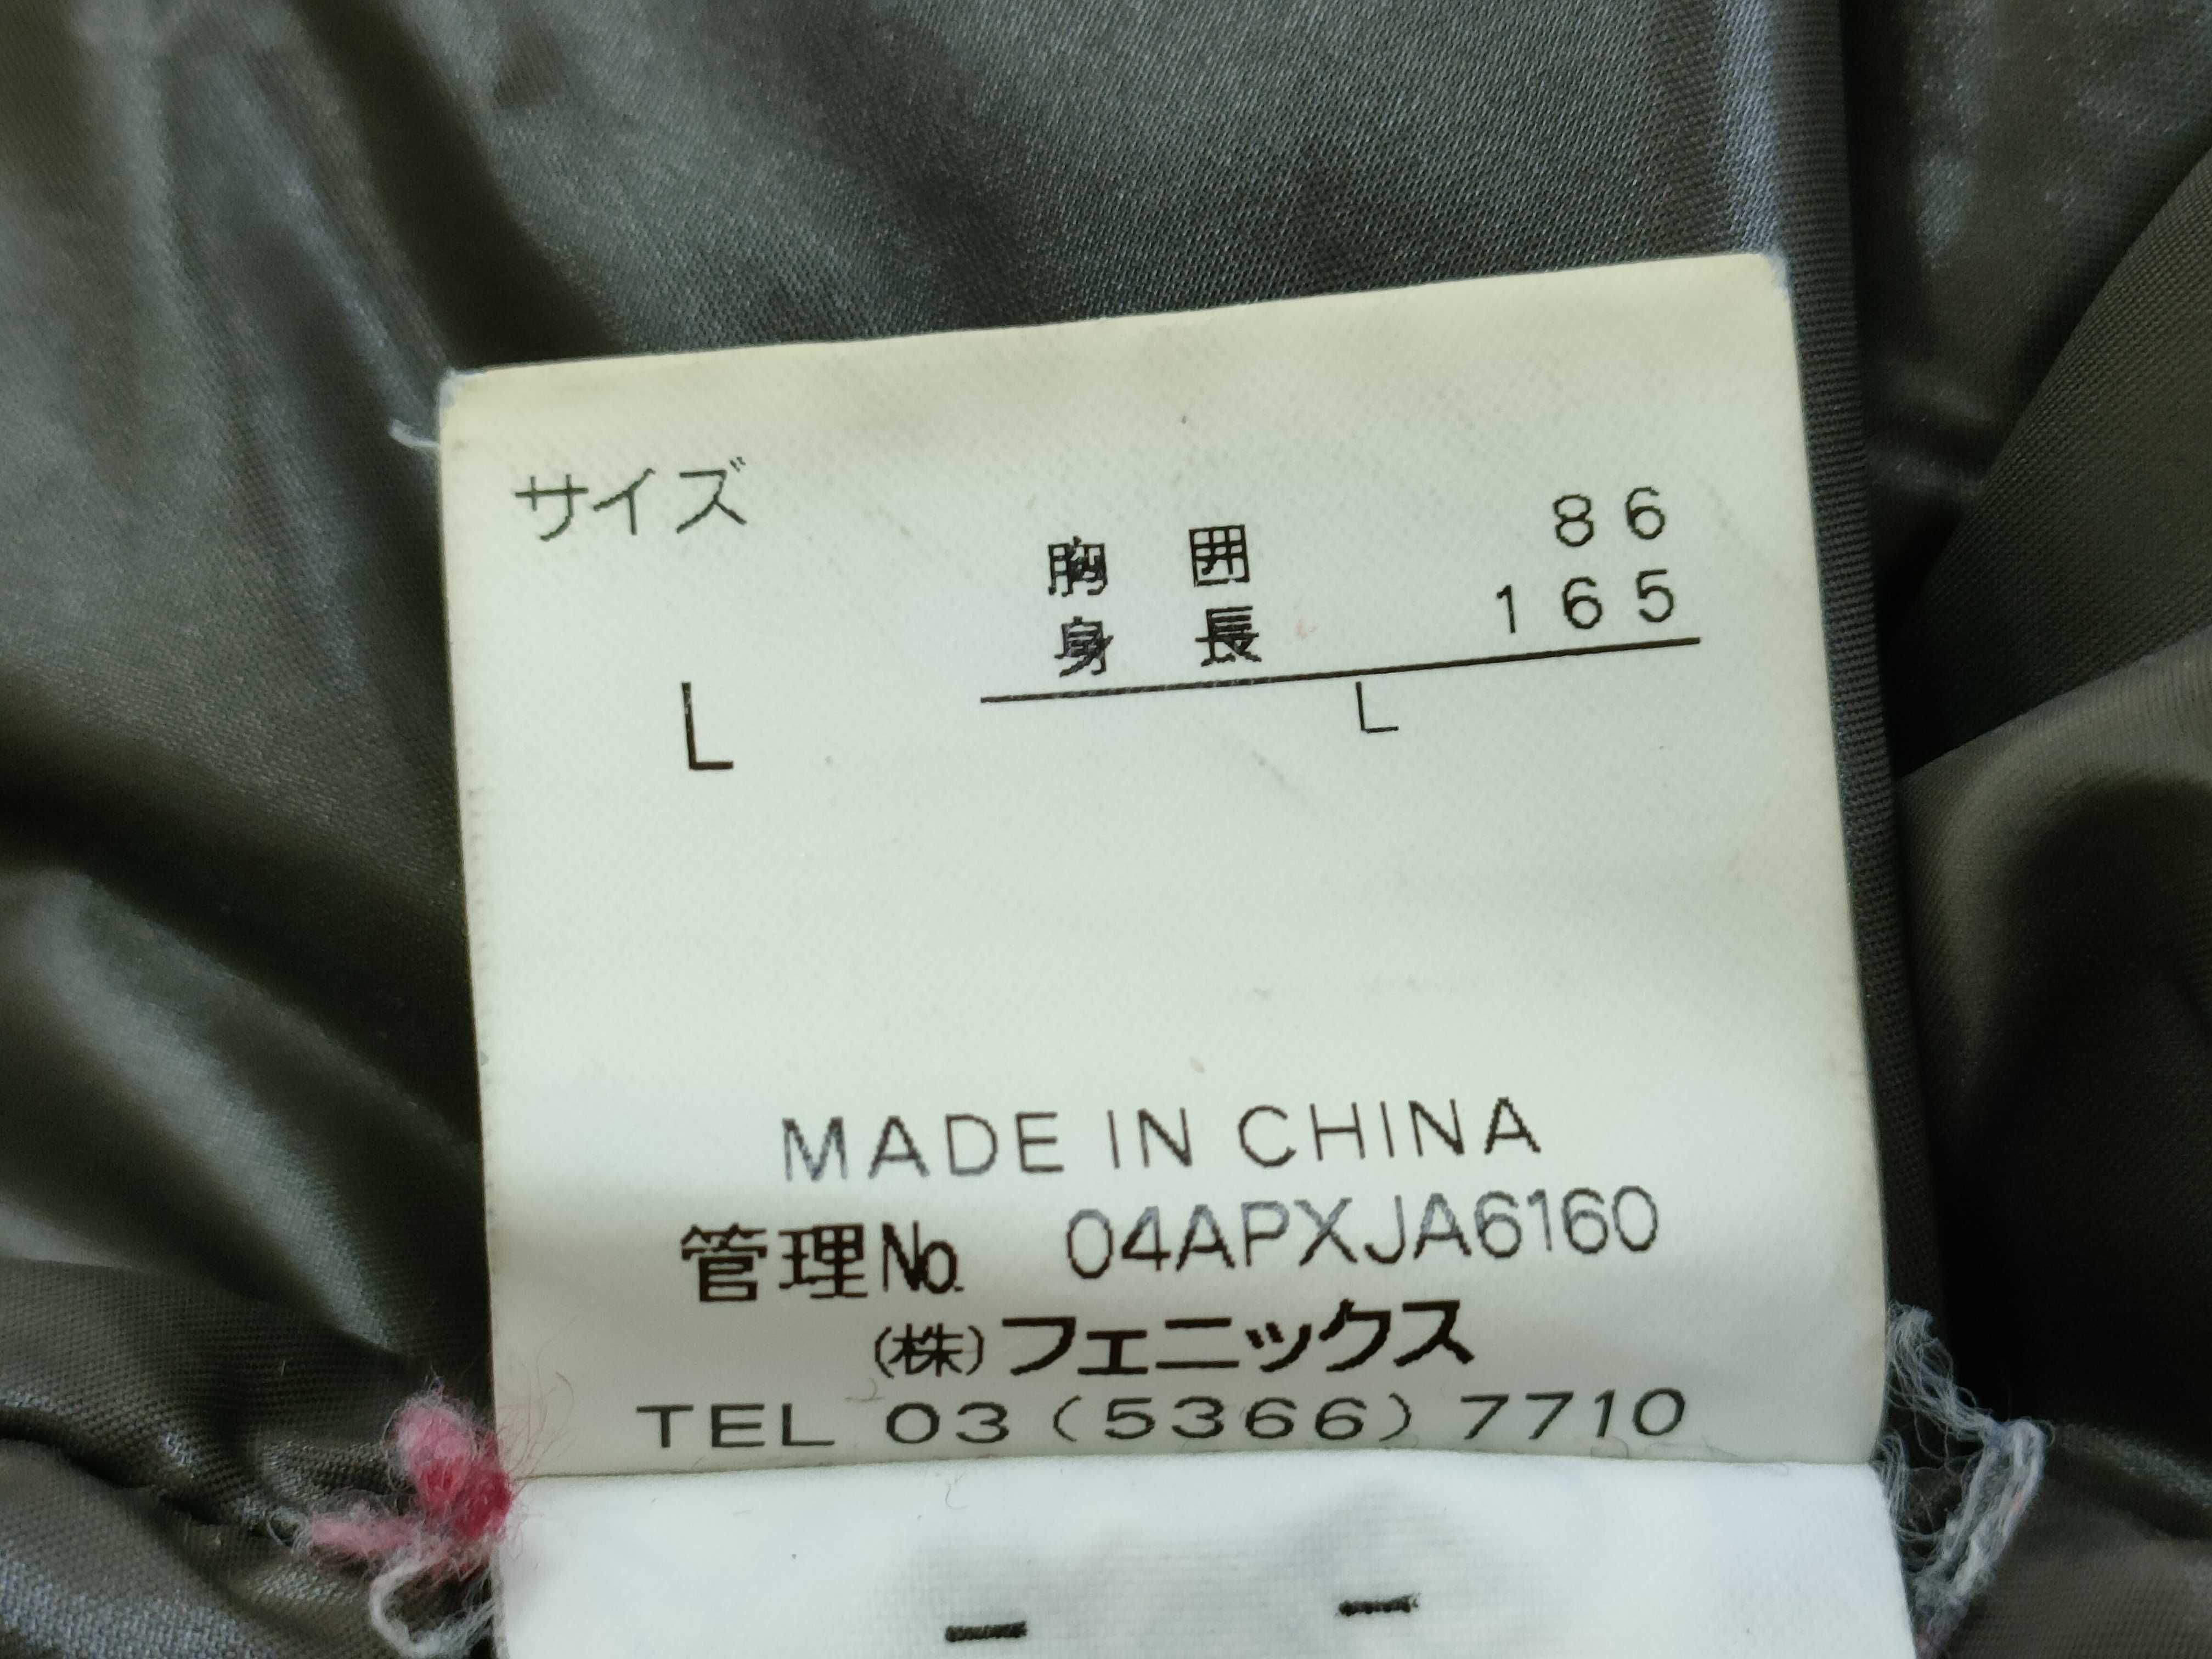 サイズ
胸囲 86
身長 165
L
L
MADE IN CHINA
管理No. 04APXJA6160
(株)フェニックス
TEL 03(5366)7710